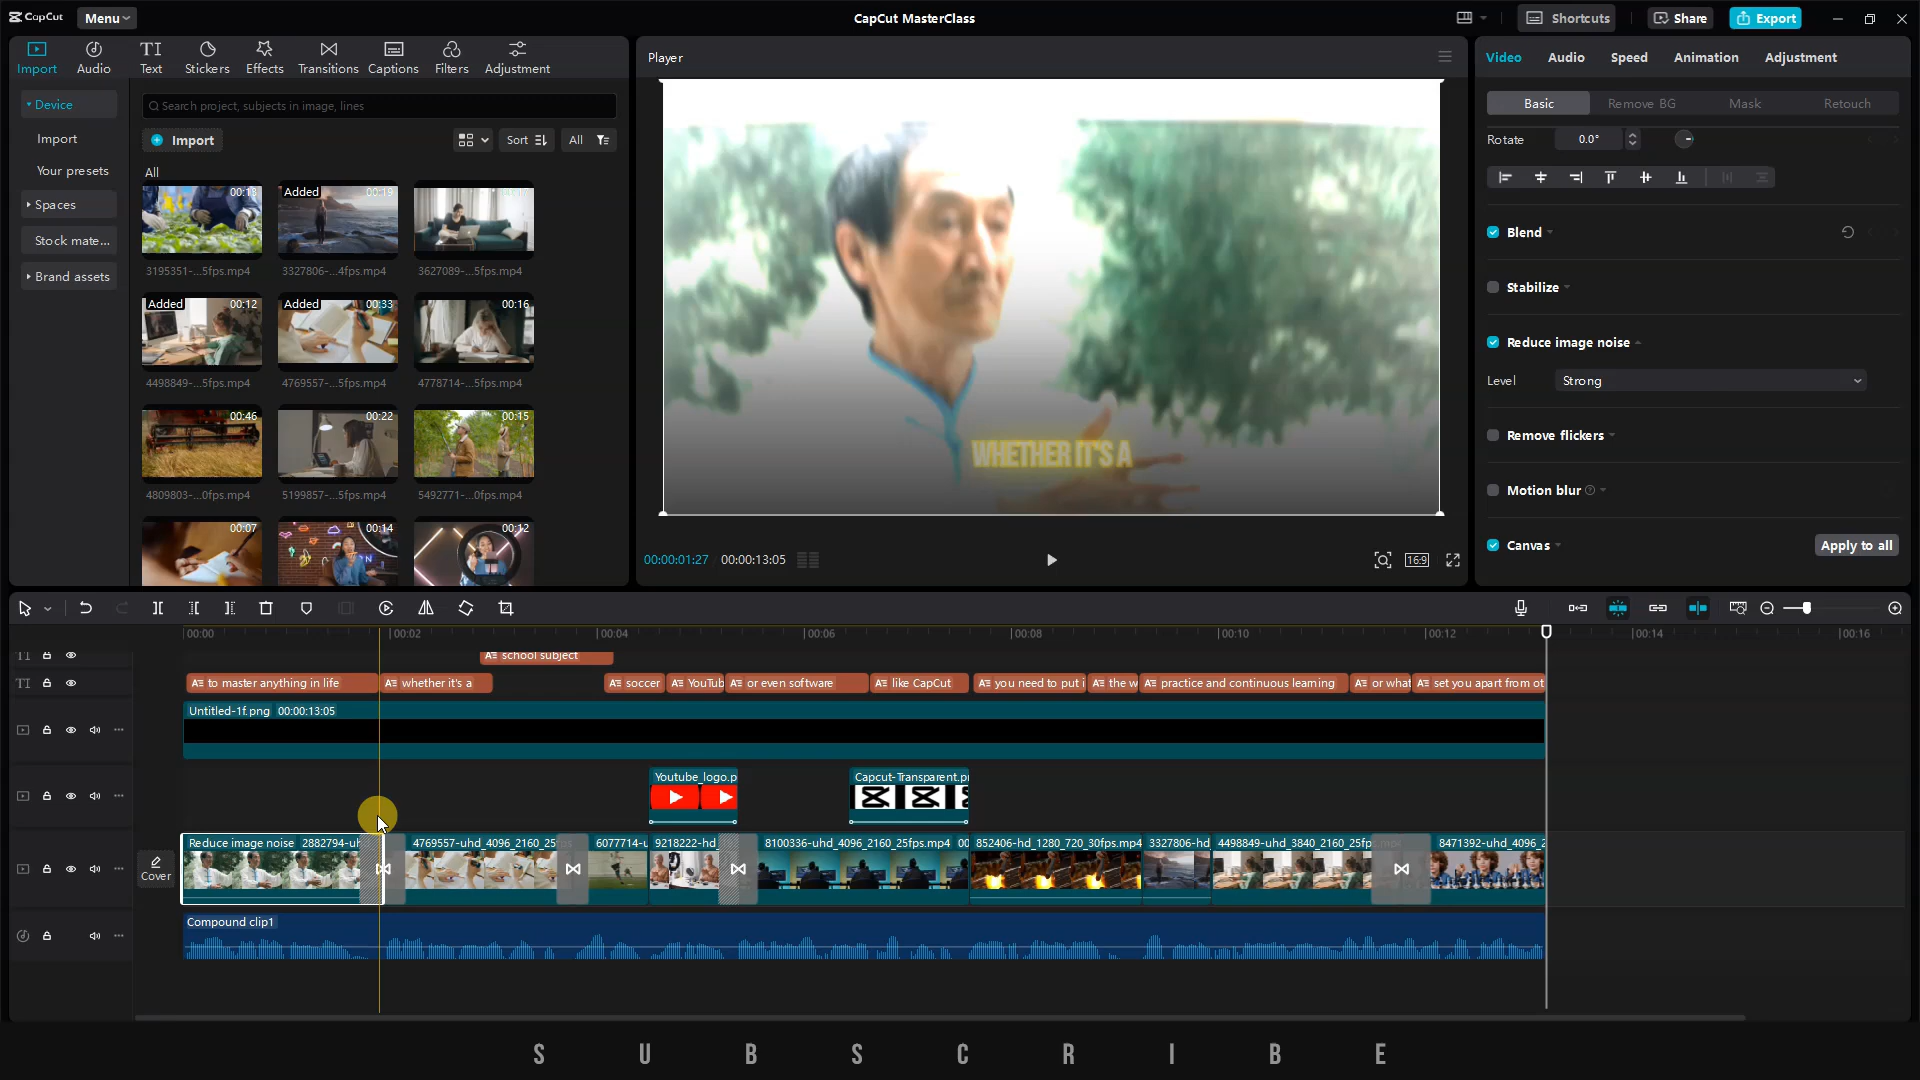 CapCut
Menu
CapCut MasterClass
Shortcuts
Share
Export
Import
Audio
Text
Stickers
Effects
Transitions
Captions
Filters
Adjustment
Device
Import
Your presets
Spaces
Stock mate...
Brand assets
Search project, subjects in image, lines
Import
Sort
All
All
00:13
Added 00:19
3195351-...5fps.mp4
3327806-...4fps.mp4
3627089-...5fps.mp4
Added 00:12
Added 00:33
00:16
4498849-...5fps.mp4
4769557-...5fps.mp4
4778714-...5fps.mp4
00:46
00:22
00:15
4809803-...0fps.mp4
5199857-...5fps.mp4
5492771-...0fps.mp4
00:07
00:14
00:12
Player
WHETHER IT'S A
00:00:01:27
00:00:13:05
16:9
Video
Audio
Speed
Animation
Adjustment
Basic
Remove BG
Mask
Retouch
Rotate
0.0°
Blend
Stabilize
Reduce image noise
Level
Strong
Remove flickers
Motion blur
Canvas
Apply to all
00:00
00:02
00:04
00:06
00:08
00:10
00:12
00:14
00:16
school subject
to master anything in life
whether it's a
soccer
YouTub
or even software
like CapCut
you need to put i
the w
practice and continuous learning
or what
set you apart from ot
Untitled-1f.png 00:00:13:05
Youtube_logo.p
Capcut-Transparent.pn
Cover
Reduce image noise 2882794-uh
4769557-uhd_4096_2160_25fps
6077714-u
9218222-hd_
8100336-uhd_4096_2160_25fps.mp4 00
852406-hd_1280_720_30fps.mp4
3327806-hd
4498849-uhd_3840_2160_25fp
8471392-uhd_4096_2
Compound clip1
S U B S C R I B E